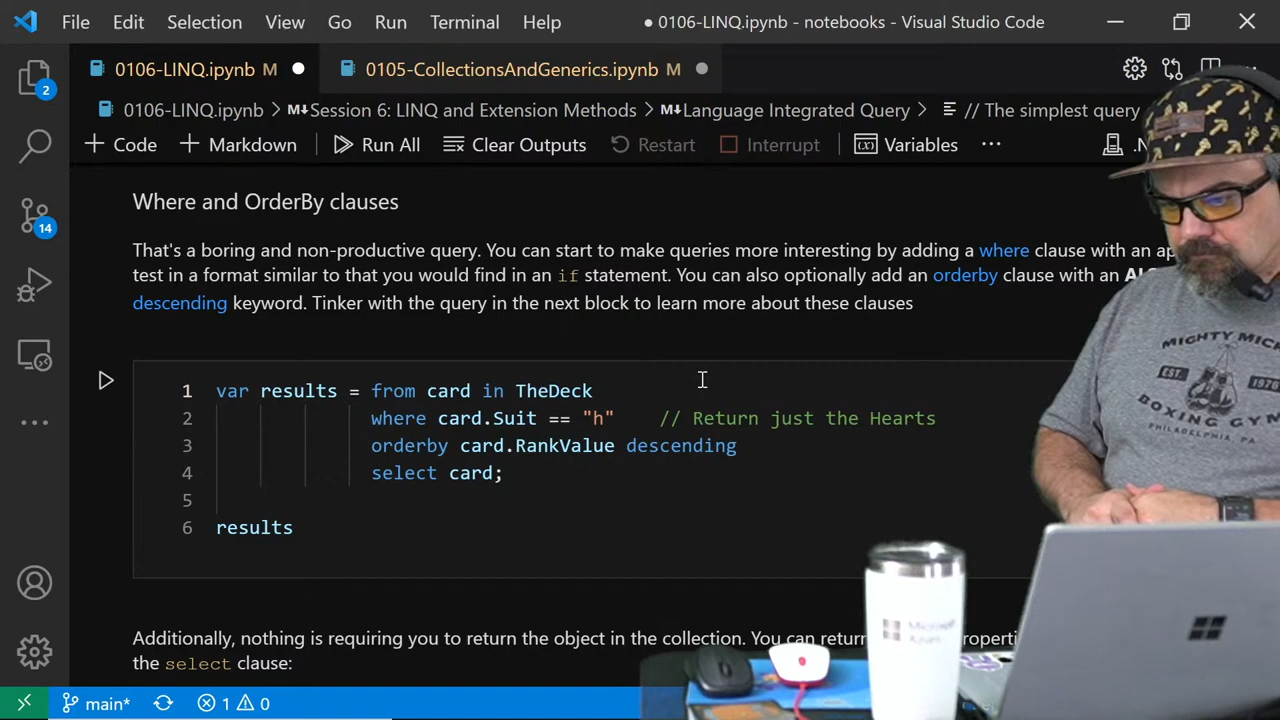 File Edit Selection View Go Run Terminal Help ● 0106-LINQ.ipynb - notebooks - Visual Studio Code
0106-LINQ.ipynb M 0105-CollectionsAndGenerics.ipynb M
0106-LINQ.ipynb > M↓Session 6: LINQ and Extension Methods > M↓Language Integrated Query > // The simplest query
+ Code + Markdown Run All Clear Outputs Restart Interrupt Variables ···
2
14
Where and OrderBy clauses
That's a boring and non-productive query. You can start to make queries more interesting by adding a where clause with an
test in a format similar to that you would find in an if statement. You can also optionally add an orderby clause with an
descending keyword. Tinker with the query in the next block to learn more about these clauses
1 var results = from card in TheDeck
2 where card.Suit == "h" // Return just the Hearts
3 orderby card.RankValue descending
4 select card;
5
6 results
Additionally, nothing is requiring you to return the object in the collection. You can
the select clause:
main* 1 0
MIGHTY MICK
EST. 1976
BOXING GYM
PHILADELPHIA, PA
Microsoft
Azure